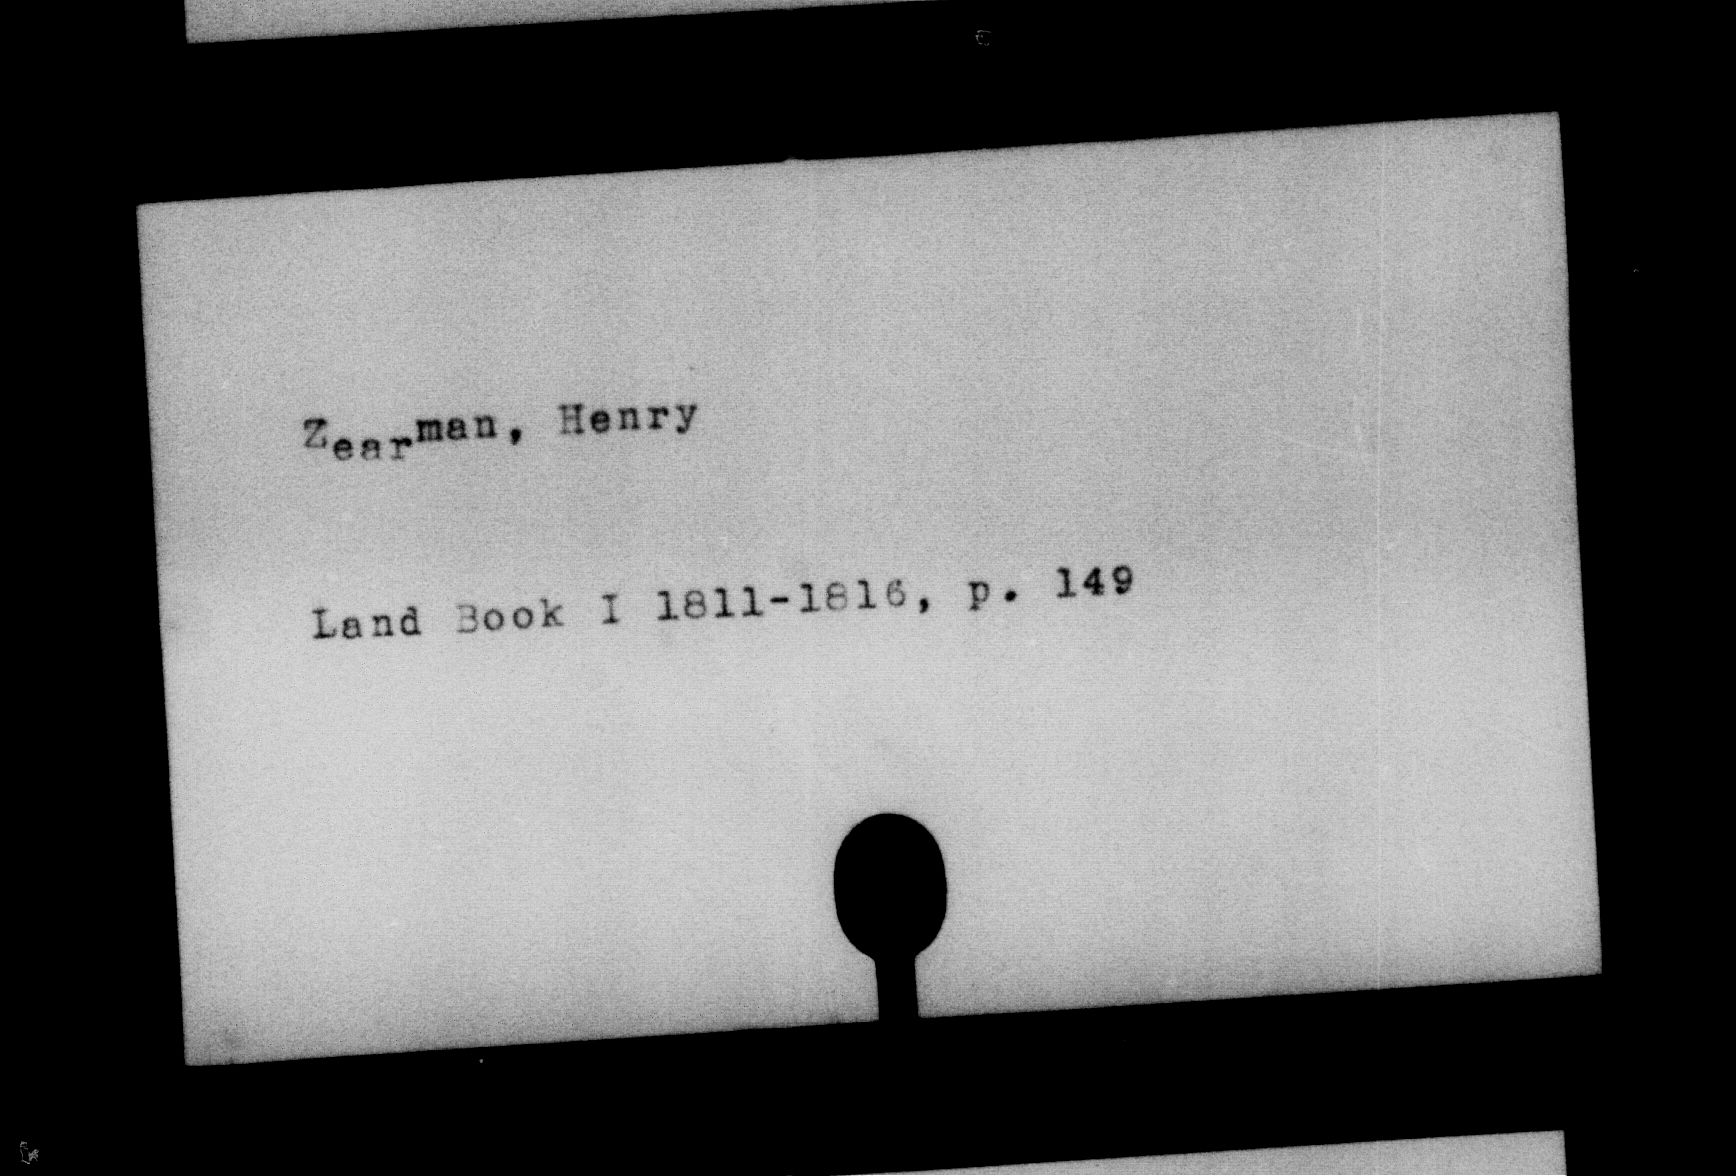 Zearman, Henry
Land Book I 1811-1816, p. 149